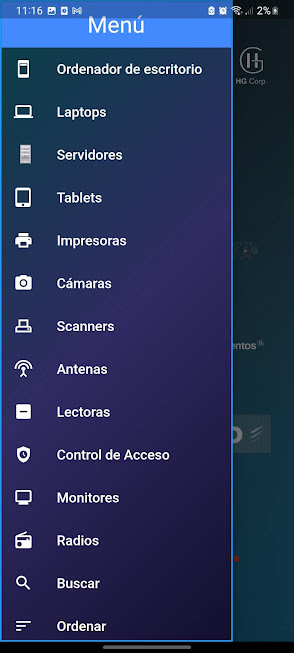 11:16
2%
Menú
HG Corp.
Ordenador de escritorio
Laptops
Servidores
Tablets
Impresoras
Cámaras
Scanners
entos
Antenas
Lectoras
Control de Acceso
Monitores
Radios
Buscar
Ordenar